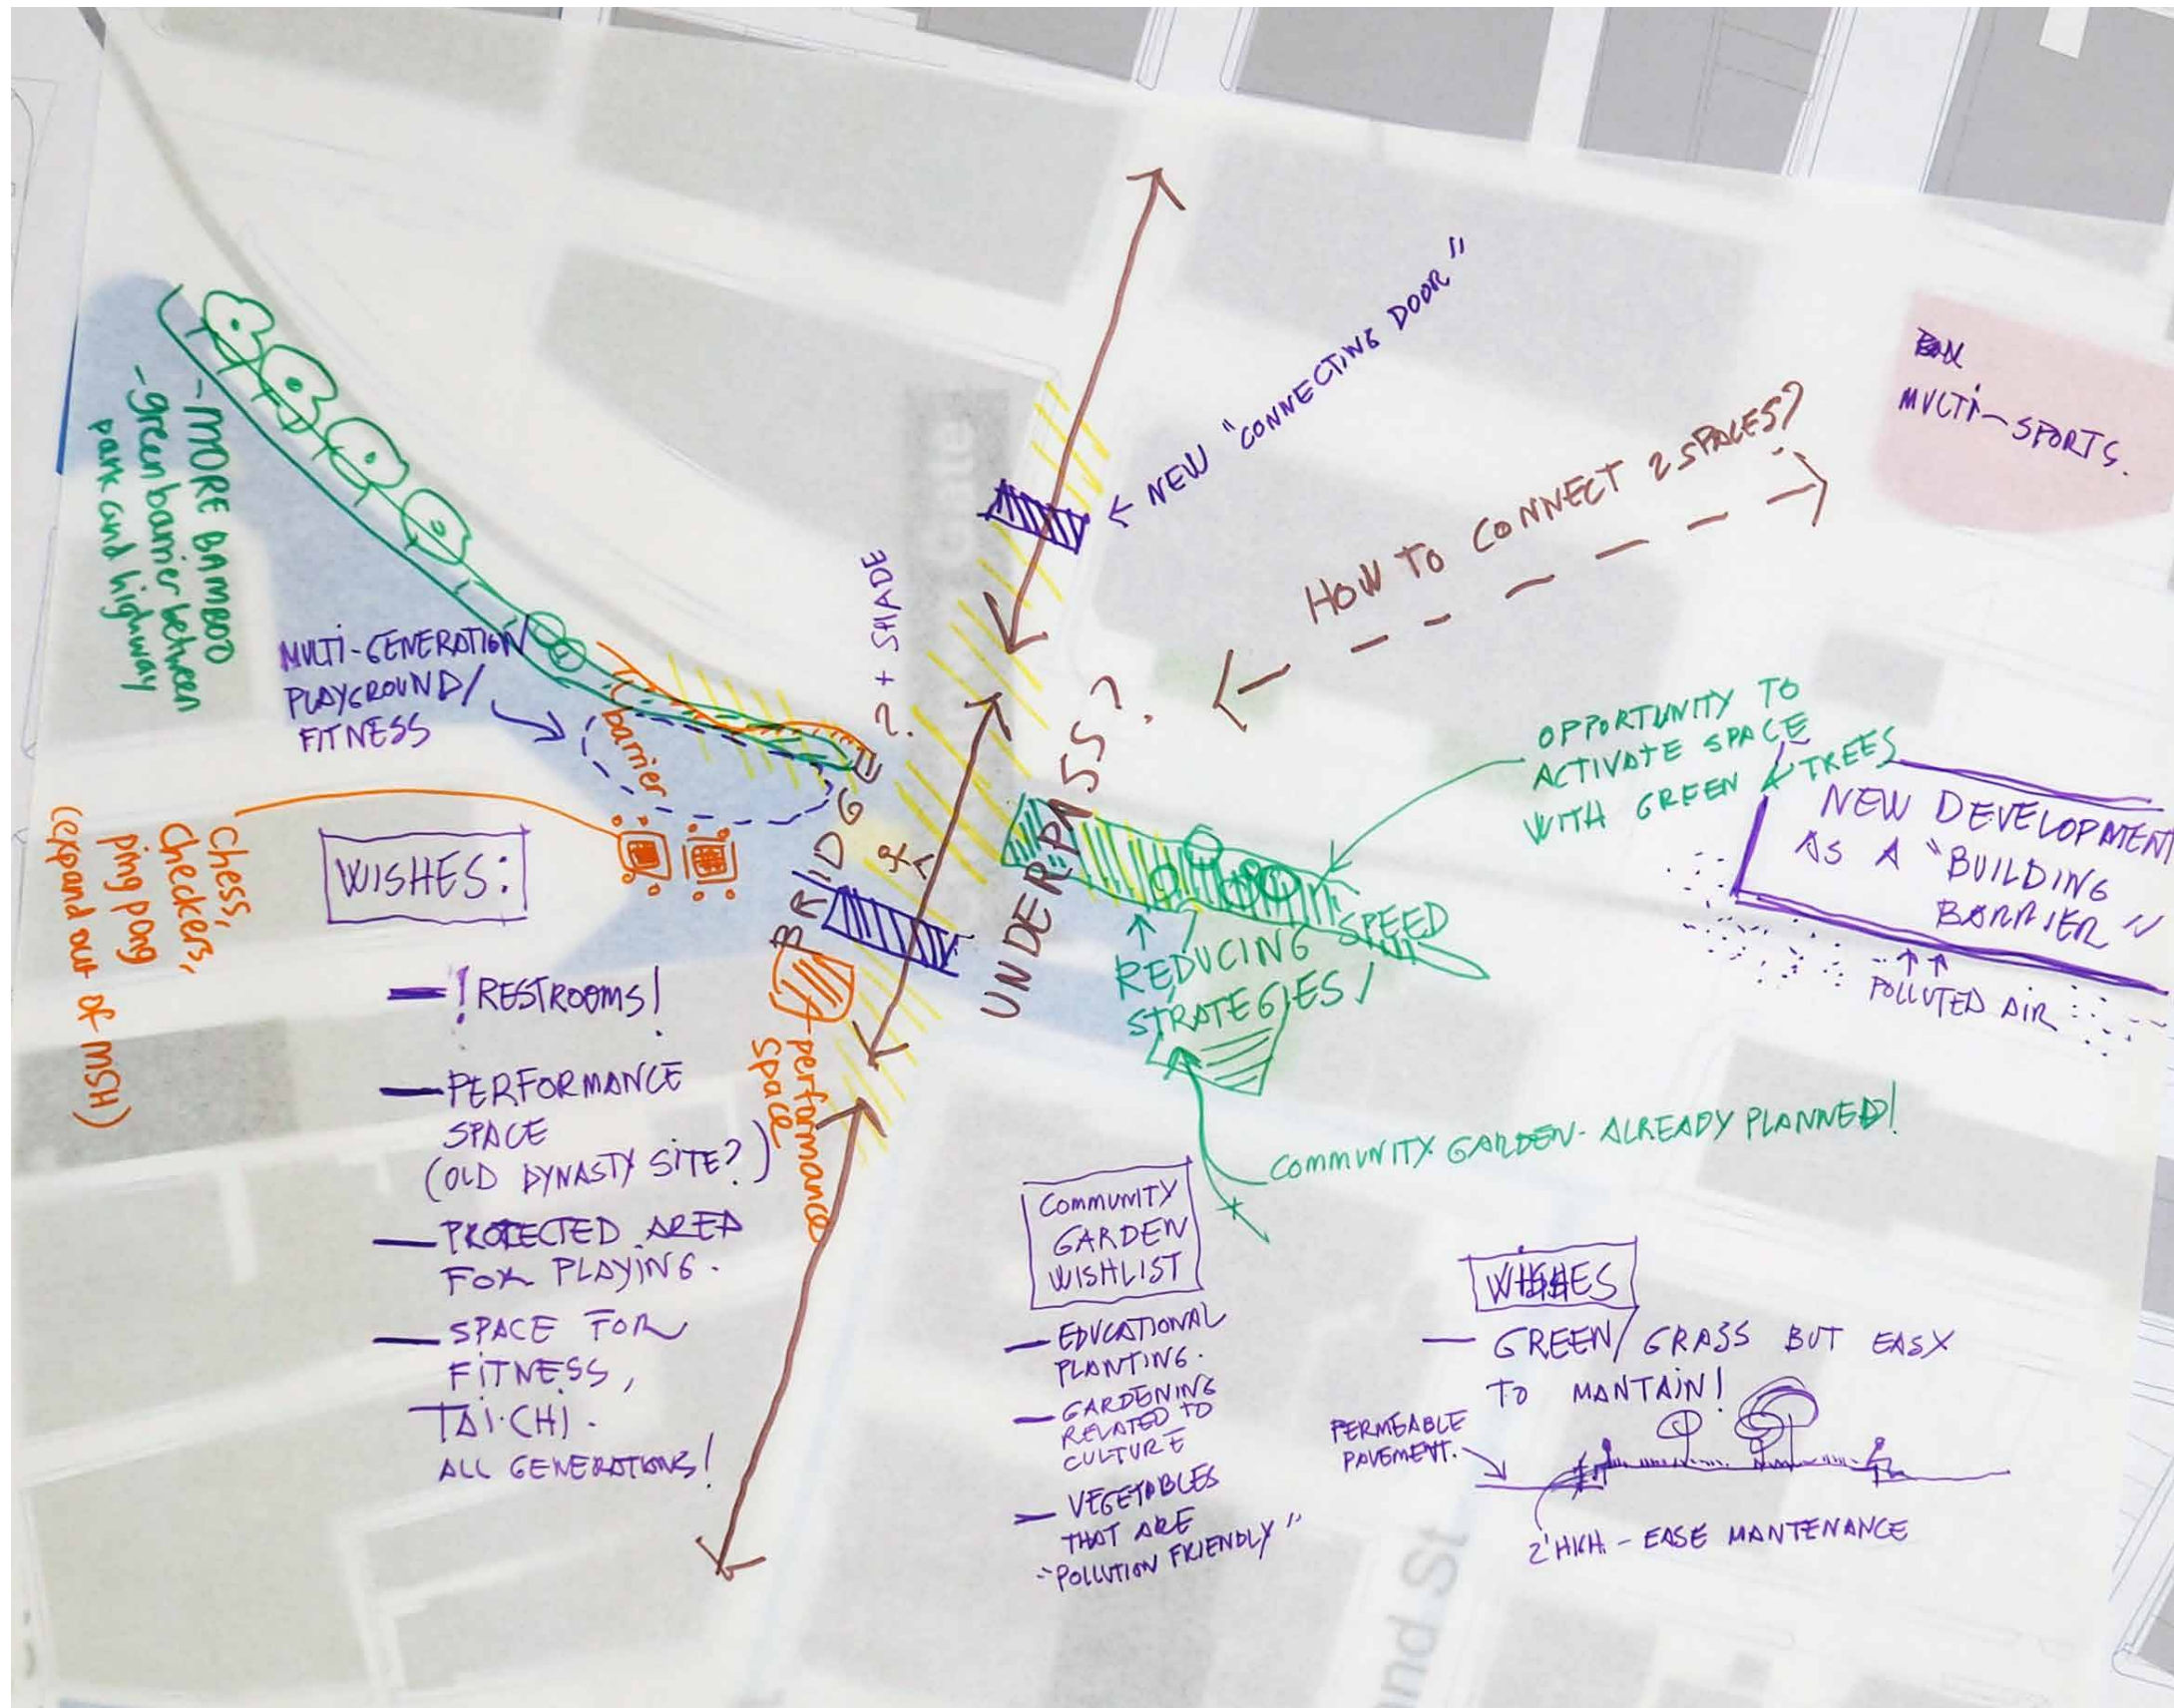 NEW "CONNECTING DOOR"
HOW TO CONNECT 2 SPACES?
MULTI-SPORTS.
- MORE BAMBOO
- green barrier between
park and highway
MULTI-GENERATION
PLAYGROUND/
FITNESS
barrier
BRIDGE?
+ SHADE
Gate
UNDERPASS?
OPPORTUNITY TO
ACTIVATE SPACE
WITH GREEN & TREES
NEW DEVELOPMENT
AS A "BUILDING
BARRIER"
POLLUTED AIR
REDUCING SPEED
STRATEGIES!
Chess,
Checkers,
ping pong
(expand out of MSH)
WISHES:
- ! RESTROOMS!
- PERFORMANCE
SPACE
(OLD DYNASTY SITE?)
- PROTECTED AREA
FOR PLAYING.
- SPACE FOR
FITNESS,
TAI-CHI.
ALL GENERATIONS!
performance
space
COMMUNITY GARDEN - ALREADY PLANNED!
COMMUNITY
GARDEN
WISHLIST
- EDUCATIONAL
PLANTING.
- GARDENING
RELATED TO
CULTURE
- VEGETABLES
THAT ARE
"POLLUTION FRIENDLY"
WISHES
- GREEN/GRASS BUT EASY
TO MANTAIN!
PERMEABLE
PAVEMENT.
2' HIGH - EASE MANTENANCE
and St